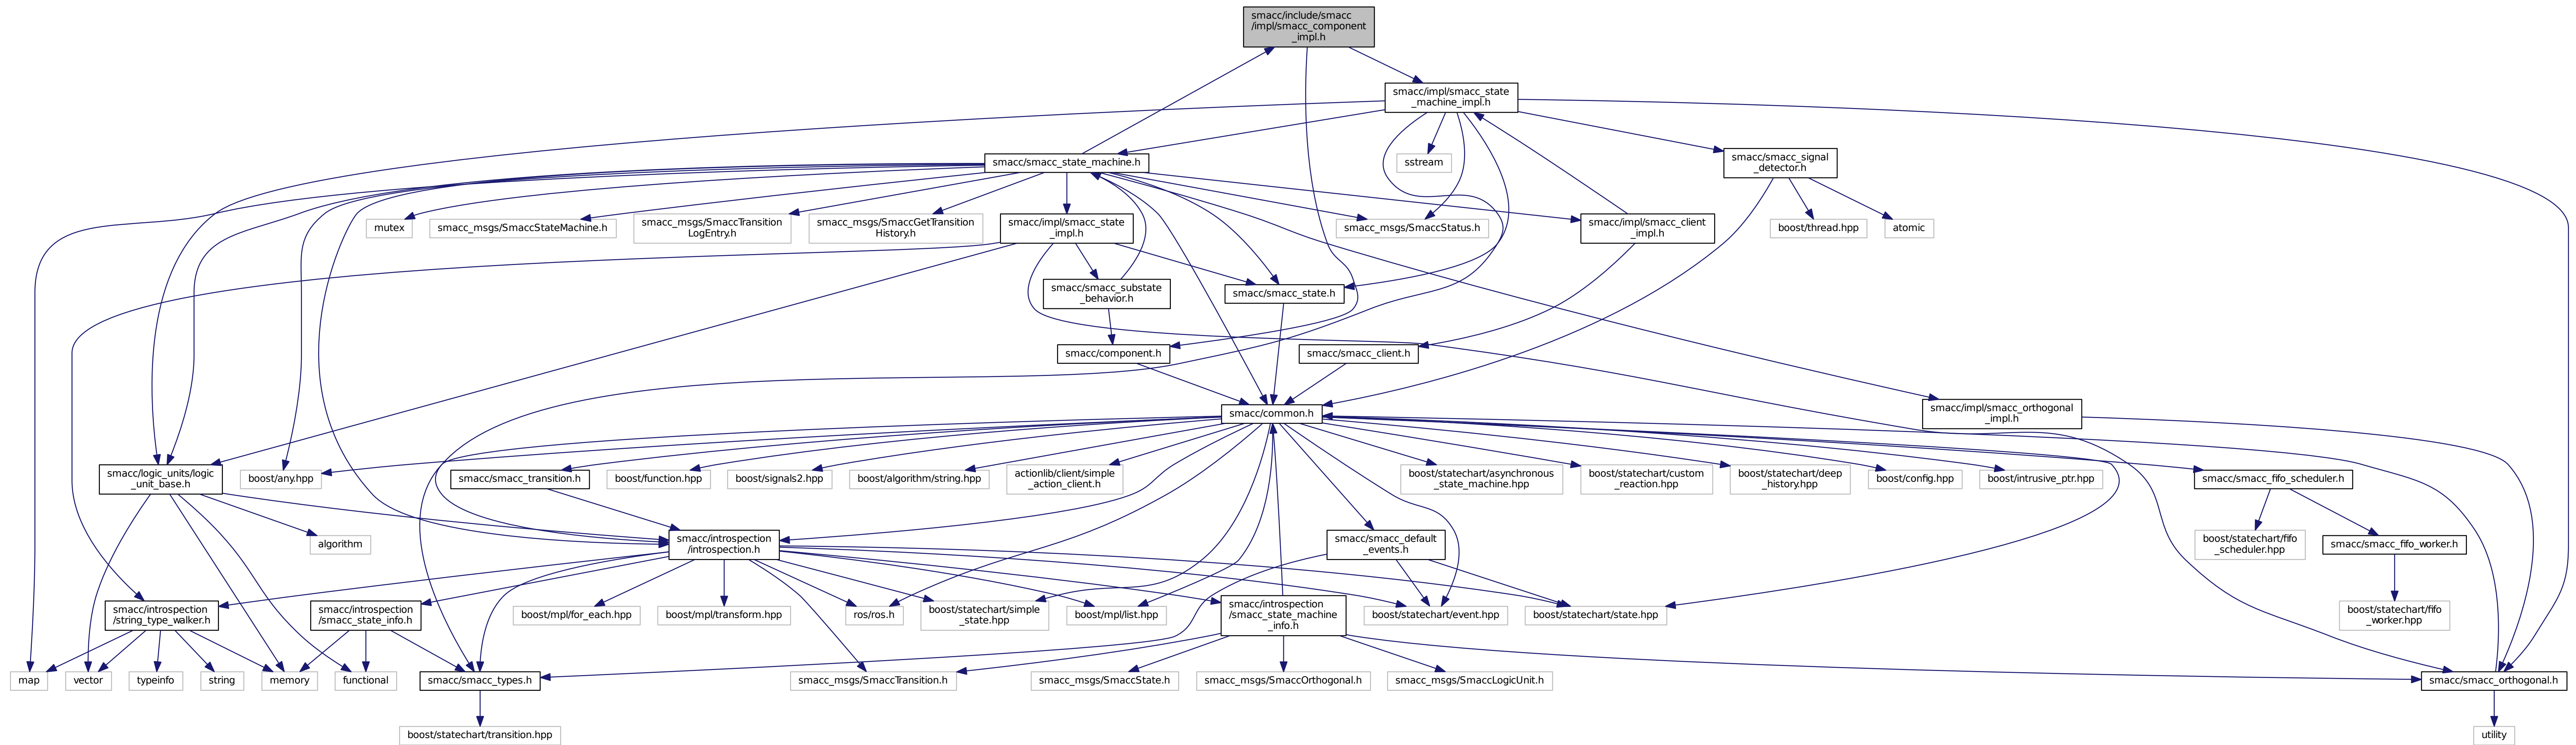 smacc/include/smacc
/impl/smacc_component
_impl.h
smacc/impl/smacc_state
_machine_impl.h
smacc/smacc_state_machine.h
sstream
smacc/smacc_signal
_detector.h
mutex
smacc_msgs/SmaccStateMachine.h
smacc_msgs/SmaccTransition
LogEntry.h
smacc_msgs/SmaccGetTransition
History.h
smacc/impl/smacc_state
_impl.h
smacc_msgs/SmaccStatus.h
smacc/impl/smacc_client
_impl.h
boost/thread.hpp
atomic
smacc/smacc_substate
_behavior.h
smacc/smacc_state.h
smacc/component.h
smacc/smacc_client.h
smacc/common.h
smacc/impl/smacc_orthogonal
_impl.h
smacc/logic_units/logic
_unit_base.h
boost/any.hpp
smacc/smacc_transition.h
boost/function.hpp
boost/signals2.hpp
boost/algorithm/string.hpp
actionlib/client/simple
_action_client.h
boost/statechart/asynchronous
_state_machine.hpp
boost/statechart/custom
_reaction.hpp
boost/statechart/deep
_history.hpp
boost/config.hpp
boost/intrusive_ptr.hpp
smacc/smacc_fifo_scheduler.h
algorithm
smacc/introspection
/introspection.h
smacc/smacc_default
_events.h
boost/statechart/fifo
_scheduler.hpp
smacc/smacc_fifo_worker.h
smacc/introspection
/string_type_walker.h
smacc/introspection
/smacc_state_info.h
boost/mpl/for_each.hpp
boost/mpl/transform.hpp
ros/ros.h
boost/statechart/simple
_state.hpp
boost/mpl/list.hpp
smacc/introspection
/smacc_state_machine
_info.h
boost/statechart/event.hpp
boost/statechart/state.hpp
boost/statechart/fifo
_worker.hpp
map
vector
typeinfo
string
memory
functional
smacc/smacc_types.h
smacc_msgs/SmaccTransition.h
smacc_msgs/SmaccState.h
smacc_msgs/SmaccOrthogonal.h
smacc_msgs/SmaccLogicUnit.h
smacc/smacc_orthogonal.h
boost/statechart/transition.hpp
utility